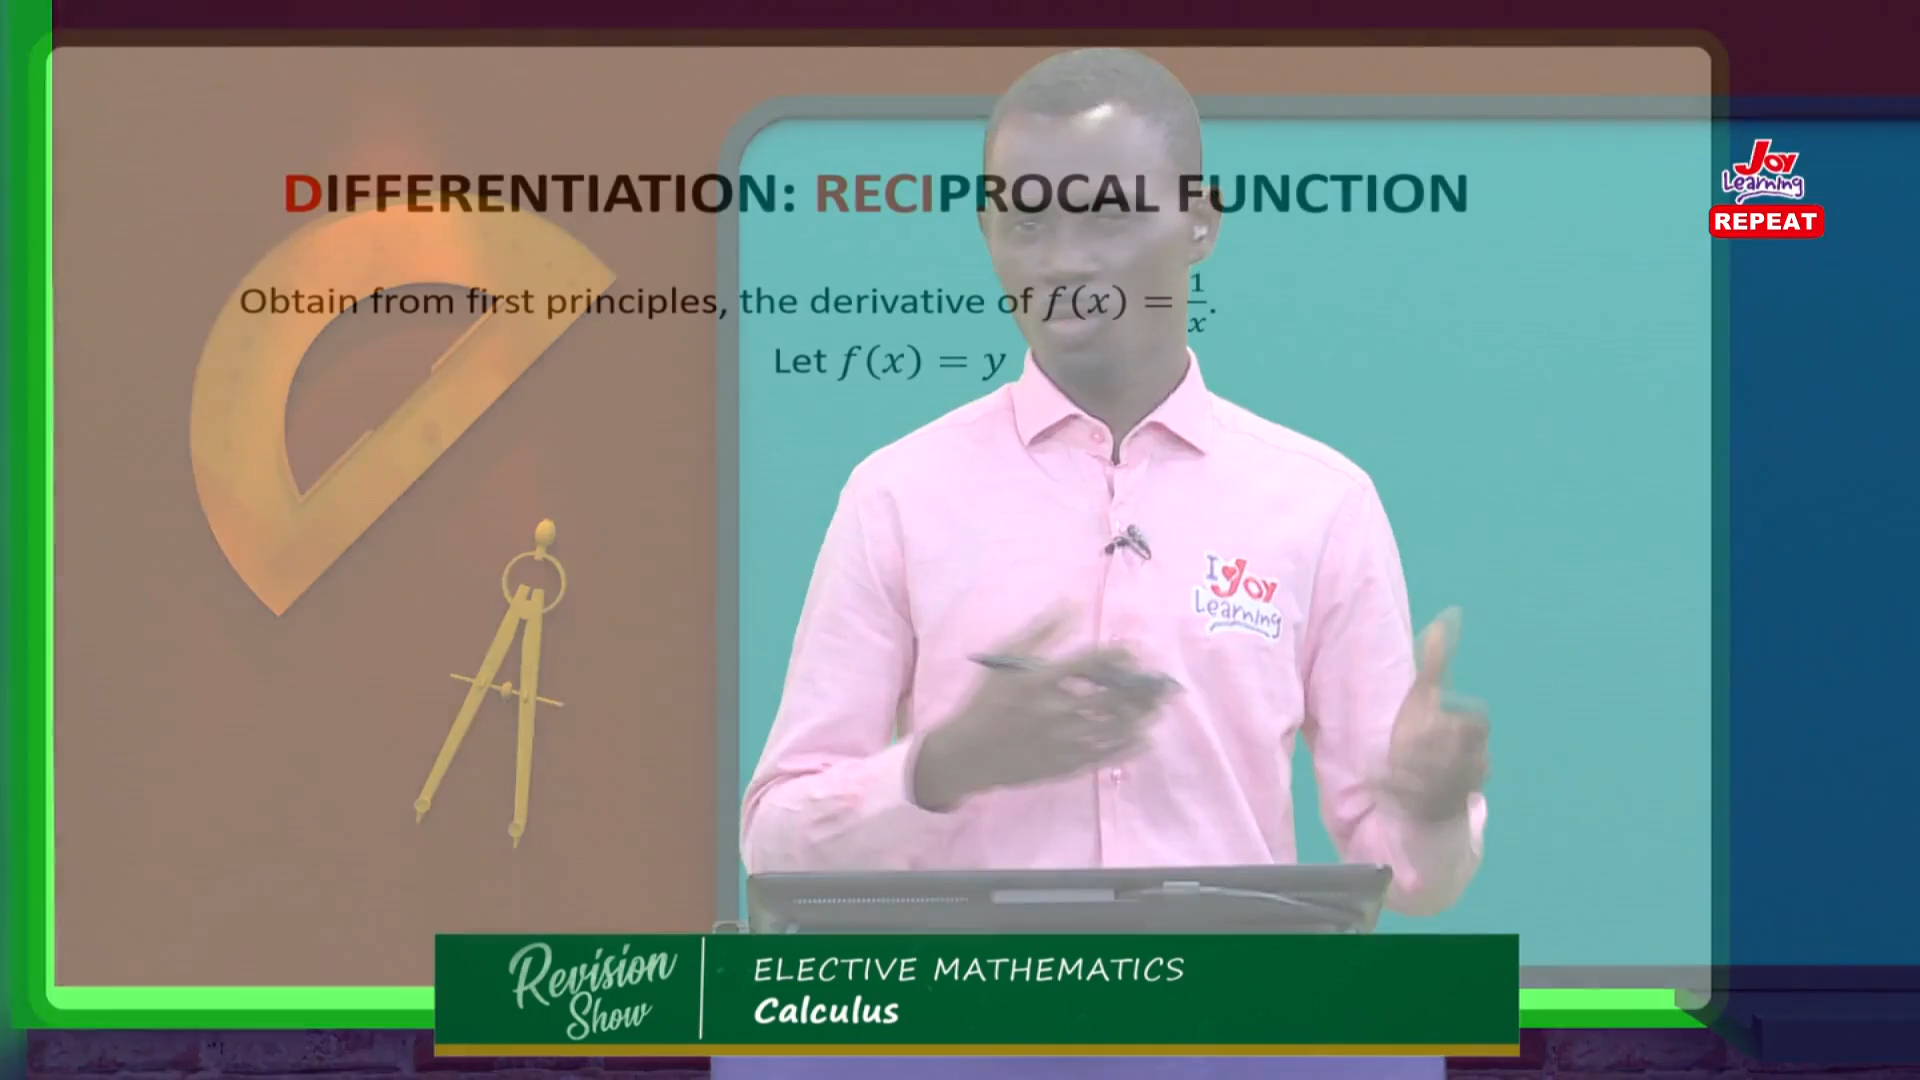 DIFFERENTIATION: RECIPROCAL FUNCTION
Obtain from first principles, the derivative of f(x) = 1/x.
Let f(x) = y
Joy
Learning
REPEAT
I ♥ Joy
Learning
Revision
Show
ELECTIVE MATHEMATICS
Calculus